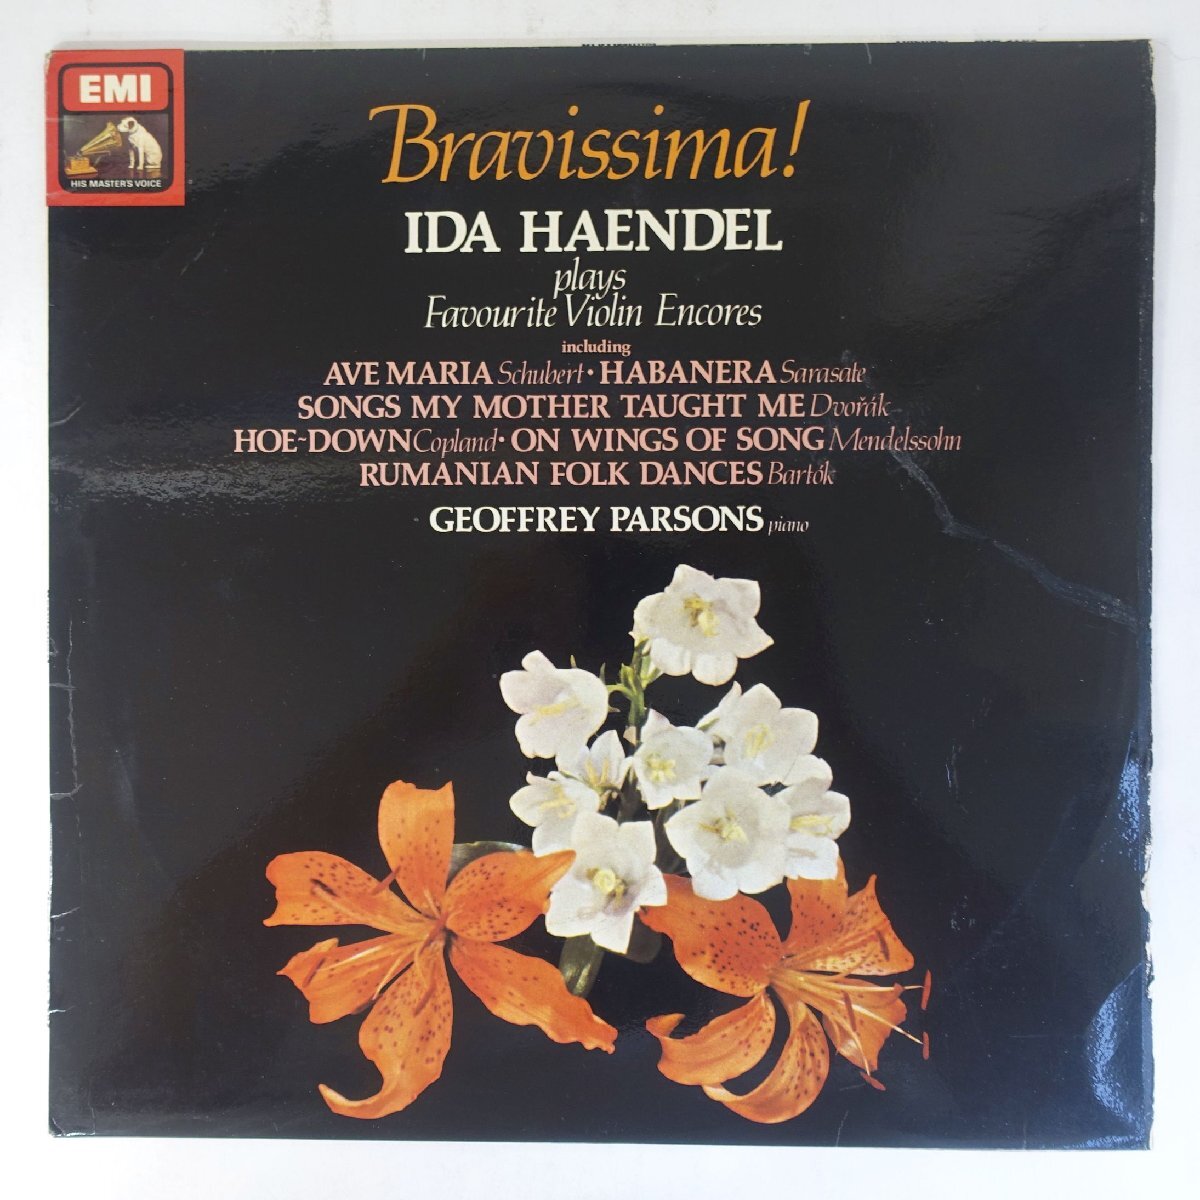 EMI
HIS MASTER'S VOICE
Bravissima!
IDA HAENDEL
plays
Favourite Violin Encores
including
AVE MARIA Schubert · HABANERA Sarasate
SONGS MY MOTHER TAUGHT ME Dvořák
HOE-DOWN Copland · ON WINGS OF SONG Mendelssohn
RUMANIAN FOLK DANCES Bartók
GEOFFREY PARSONS piano